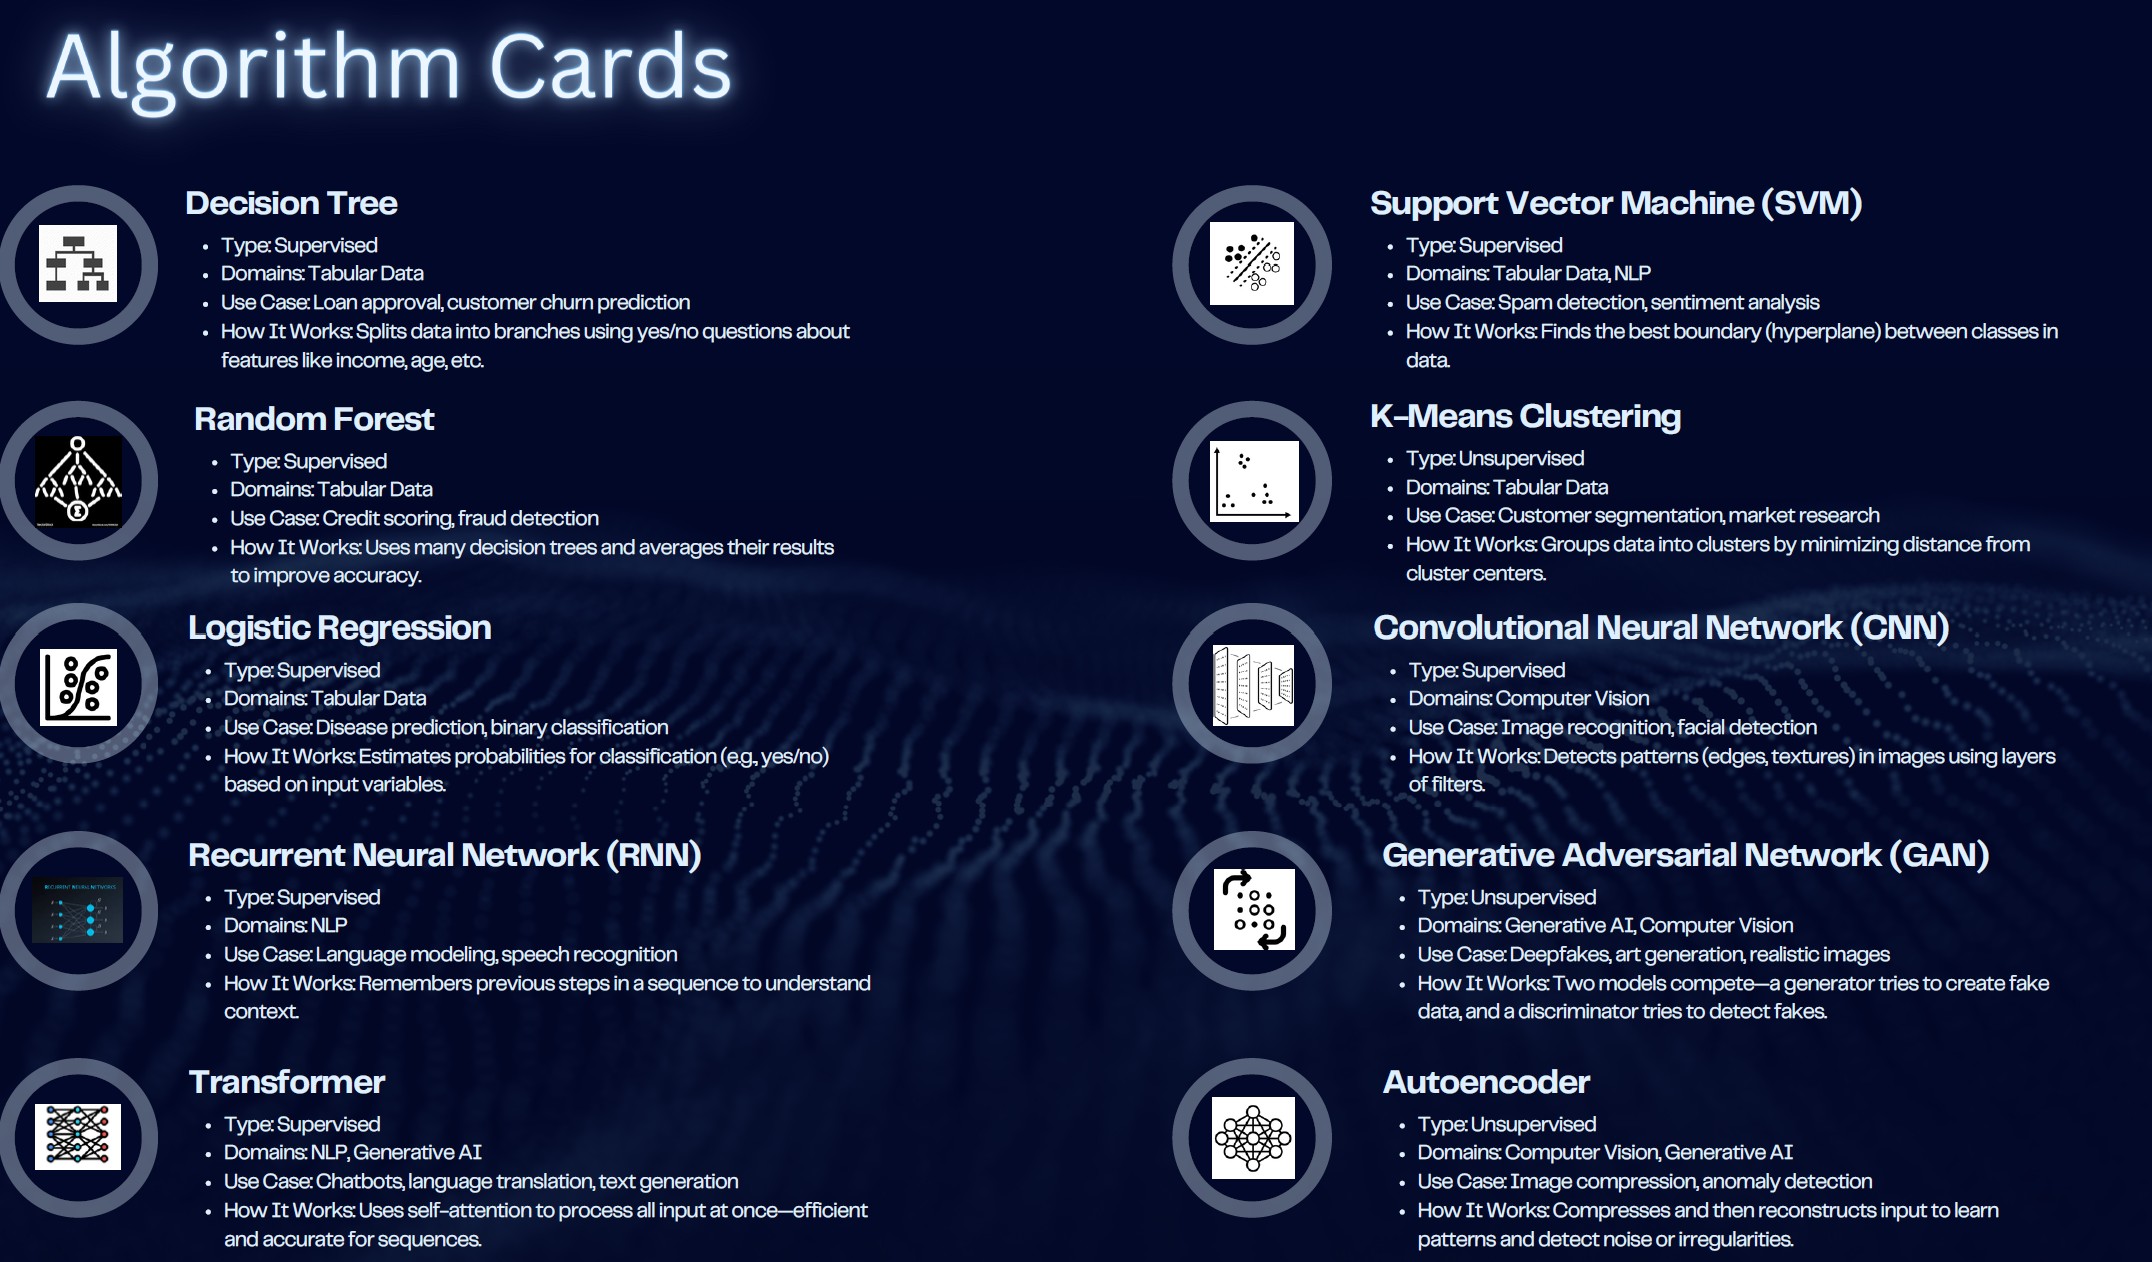 Algorithm Cards
Decision Tree
• Type: Supervised
• Domains: Tabular Data
• Use Case: Loan approval, customer churn prediction
• How It Works: Splits data into branches using yes/no questions about
features like income, age, etc.
Random Forest
• Type: Supervised
• Domains: Tabular Data
• Use Case: Credit scoring, fraud detection
• How It Works: Uses many decision trees and averages their results
to improve accuracy.
Logistic Regression
• Type: Supervised
• Domains: Tabular Data
• Use Case: Disease prediction, binary classification
• How It Works: Estimates probabilities for classification (e.g., yes/no)
based on input variables.
RECURRENT NEURAL NETWORKS
Recurrent Neural Network (RNN)
• Type: Supervised
• Domains: NLP
• Use Case: Language modeling, speech recognition
• How It Works: Remembers previous steps in a sequence to understand
context.
Transformer
• Type: Supervised
• Domains: NLP, Generative AI
• Use Case: Chatbots, language translation, text generation
• How It Works: Uses self-attention to process all input at once—efficient
and accurate for sequences.
Support Vector Machine (SVM)
• Type: Supervised
• Domains: Tabular Data, NLP
• Use Case: Spam detection, sentiment analysis
• How It Works: Finds the best boundary (hyperplane) between classes in
data.
K-Means Clustering
• Type: Unsupervised
• Domains: Tabular Data
• Use Case: Customer segmentation, market research
• How It Works: Groups data into clusters by minimizing distance from
cluster centers.
Convolutional Neural Network (CNN)
• Type: Supervised
• Domains: Computer Vision
• Use Case: Image recognition, facial detection
• How It Works: Detects patterns (edges, textures) in images using layers
of filters.
Generative Adversarial Network (GAN)
• Type: Unsupervised
• Domains: Generative AI, Computer Vision
• Use Case: Deepfakes, art generation, realistic images
• How It Works: Two models compete—a generator tries to create fake
data, and a discriminator tries to detect fakes.
Autoencoder
• Type: Unsupervised
• Domains: Computer Vision, Generative AI
• Use Case: Image compression, anomaly detection
• How It Works: Compresses and then reconstructs input to learn
patterns and detect noise or irregularities.